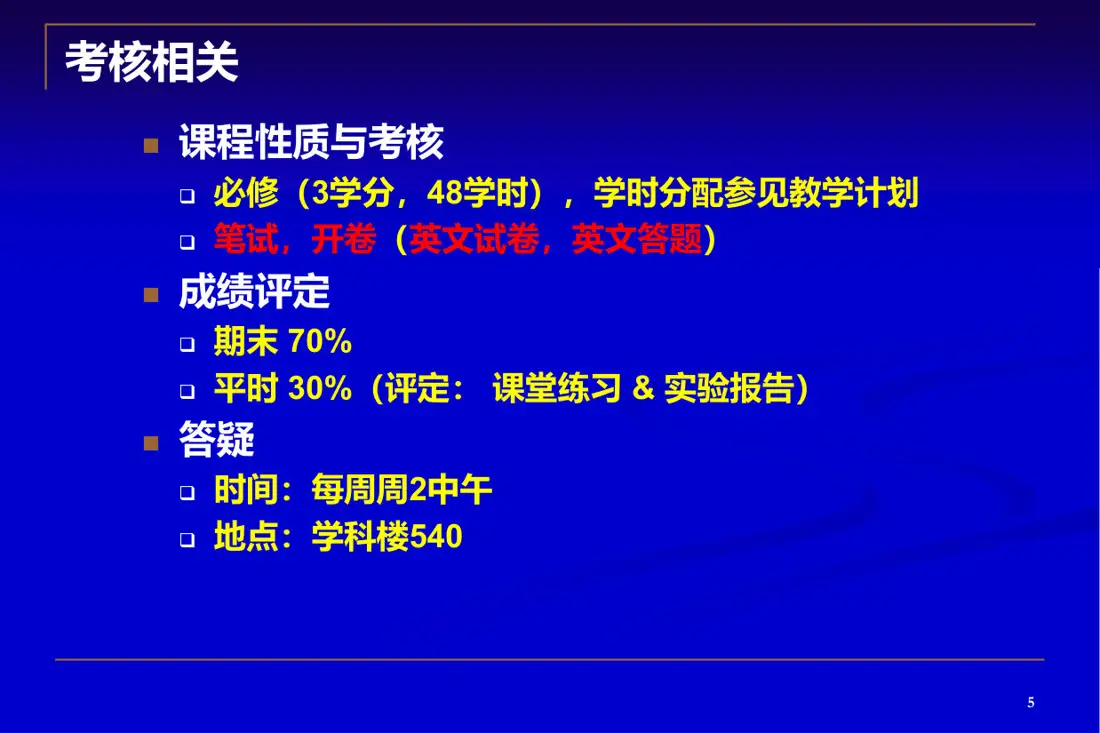 考核相关
课程性质与考核
必修（3学分，48学时），学时分配参见教学计划
笔试，开卷（英文试卷，英文答题）
成绩评定
期末 70%
平时 30%（评定： 课堂练习 & 实验报告）
答疑
时间：每周周2中午
地点：学科楼540
5